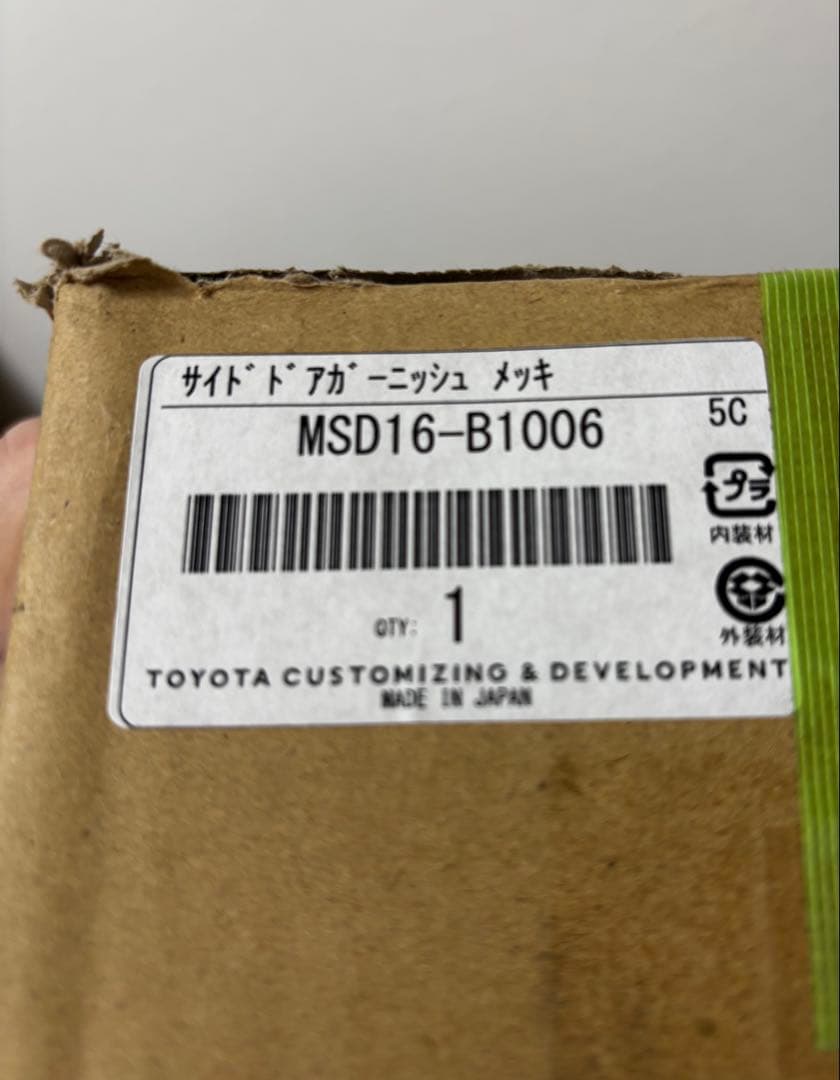 サイドドアガーニッシュ メッキ
MSD16-B1006
5C
プラ
内装材
外装材
QTY: 1
TOYOTA CUSTOMIZING & DEVELOPMENT
MADE IN JAPAN